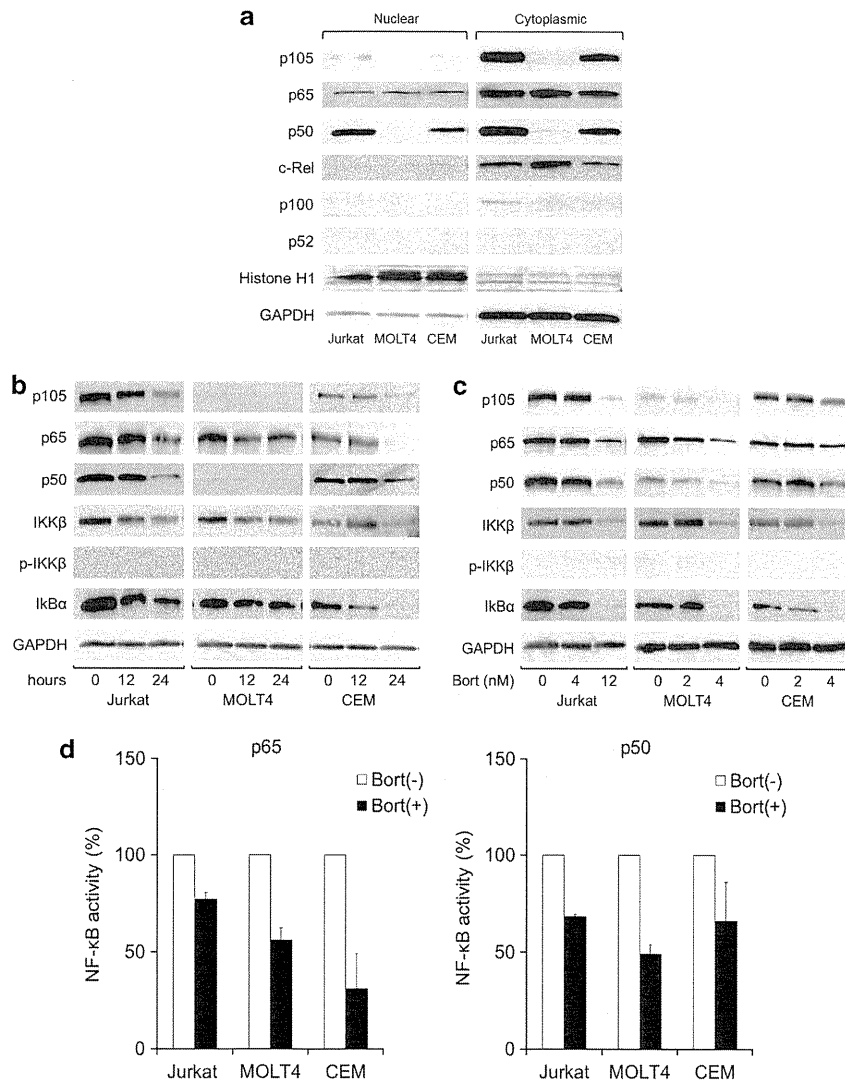 a
Nuclear Cytoplasmic
p105
p65
p50
c-Rel
p100
p52
Histone H1
GAPDH
Jurkat MOLT4 CEM Jurkat MOLT4 CEM
b
p105
p65
p50
IKKβ
p-IKKβ
IkBα
GAPDH
hours 0 12 24 0 12 24 0 12 24
Jurkat MOLT4 CEM
c
p105
p65
p50
IKKβ
p-IKKβ
IkBα
GAPDH
Bort (nM) 0 4 12 0 2 4 0 2 4
Jurkat MOLT4 CEM
d
p65
NF-κB activity (%)
150
100
50
0
Bort(-)
Bort(+)
Jurkat MOLT4 CEM
p50
NF-κB activity (%)
150
100
50
0
Bort(-)
Bort(+)
Jurkat MOLT4 CEM